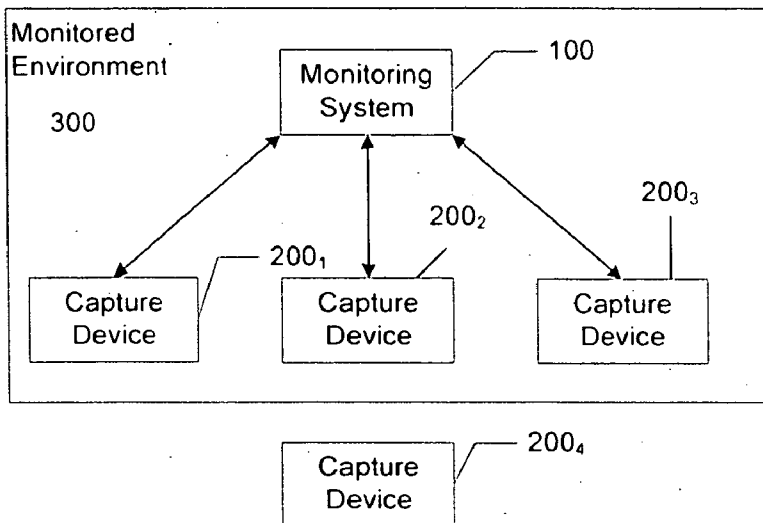 Monitored
Environment
300
Monitoring
System
100
200₁
200₂
200₃
Capture
Device
Capture
Device
Capture
Device
200₄
Capture
Device